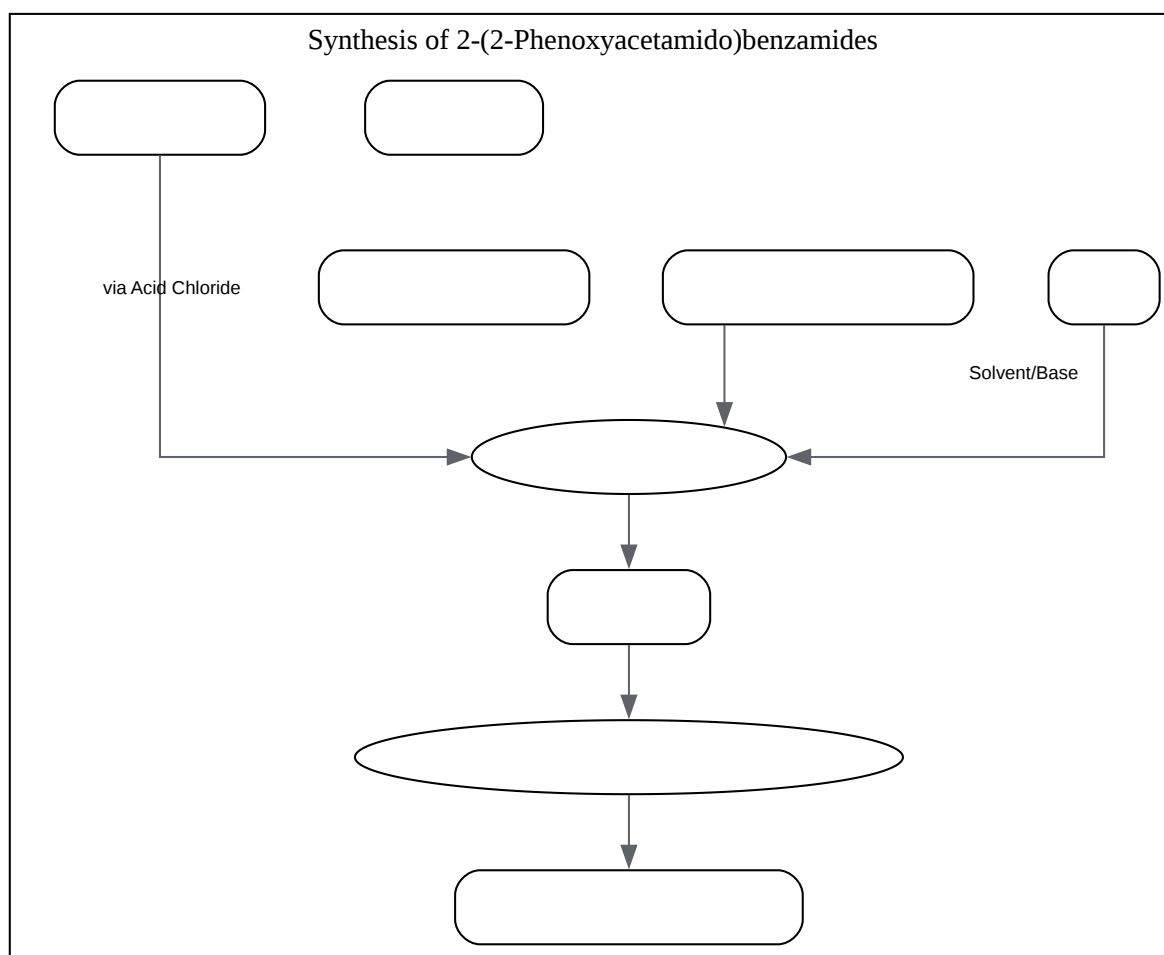 Synthesis of 2-(2-Phenoxyacetamido)benzamides
via Acid Chloride
Solvent/Base